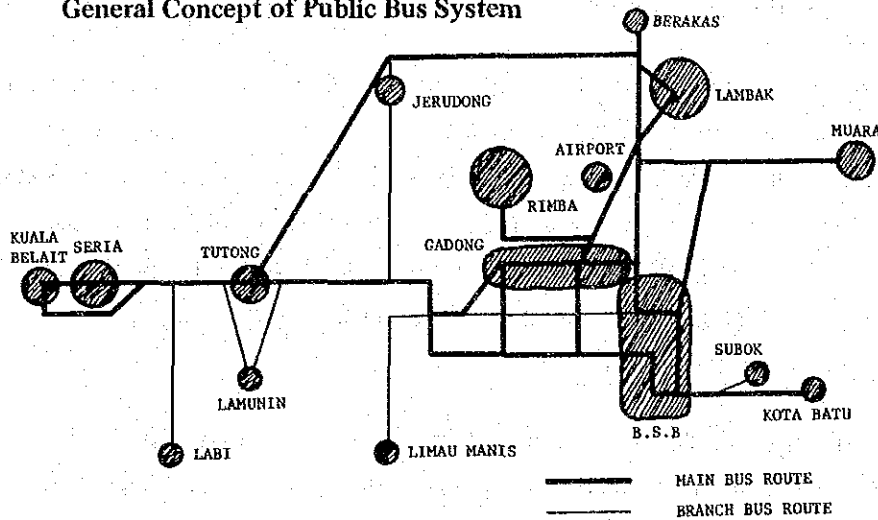 General Concept of Public Bus System
BERAKAS
LAMBAK
JERUDONG
MUARA
AIRPORT
RIMBA
KUALA
BELAIT
SERIA
TUTONG
GADONG
SUBOK
LAMUNIN
KOTA BATU
B.S.B
LABI
LIMAU MANIS
MAIN BUS ROUTE
BRANCH BUS ROUTE